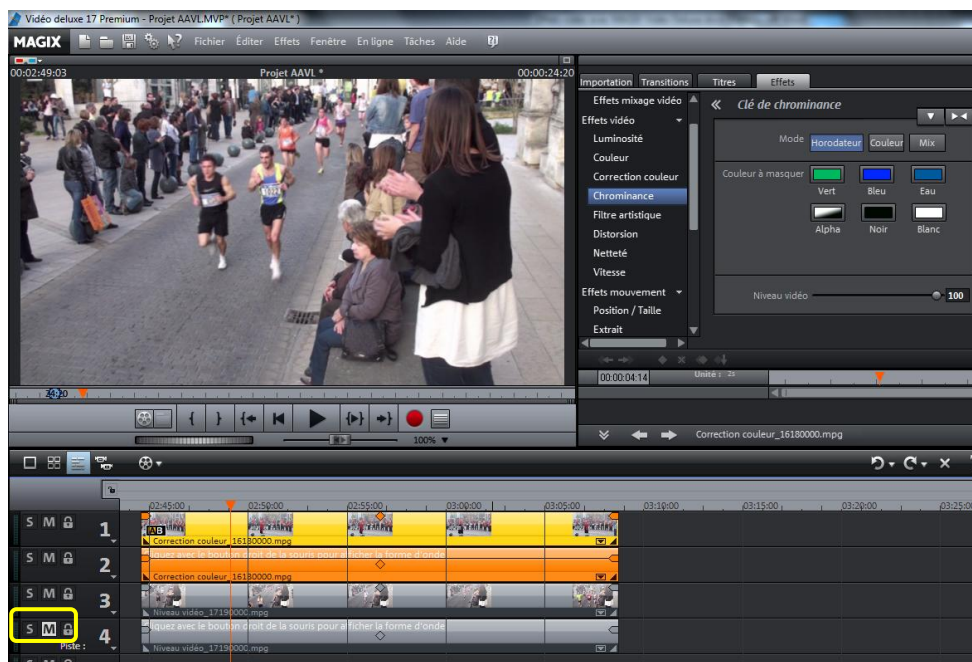 Vidéo deluxe 17 Premium - Projet AAVL.MVP* ( Projet AAVL* )
MAGIX Fichier Éditer Effets Fenêtre En ligne Tâches Aide
00:02:49:03 Projet AAVL * 00:00:24:20
Importation Transitions Titres Effets
Effets mixage vidéo
Effets vidéo
Luminosité
Couleur
Correction couleur
Chrominance
Filtre artistique
Distorsion
Netteté
Vitesse
Effets mouvement
Position / Taille
Extrait
Clé de chrominance
Mode Horodateur Couleur Mix
Couleur à masquer
Vert Bleu Eau
Alpha Noir Blanc
Niveau vidéo 100
00:00:04:14 Unité : 2s
24:20
100%
Correction couleur_16180000.mpg
02:45:00 02:50:00 02:55:00 03:00:00 03:05:00 03:10:00 03:15:00 03:20:00
S M 1
AB
Correction couleur_16180000.mpg
S M 2
iquez avec le bouton droit de la souris pour afficher la forme d'onde
Correction couleur_16180000.mpg
S M 3
Niveau vidéo_17190000.mpg
S M 4
iquez avec le bouton droit de la souris pour afficher la forme d'onde
Piste :
Niveau vidéo_17190000.mpg